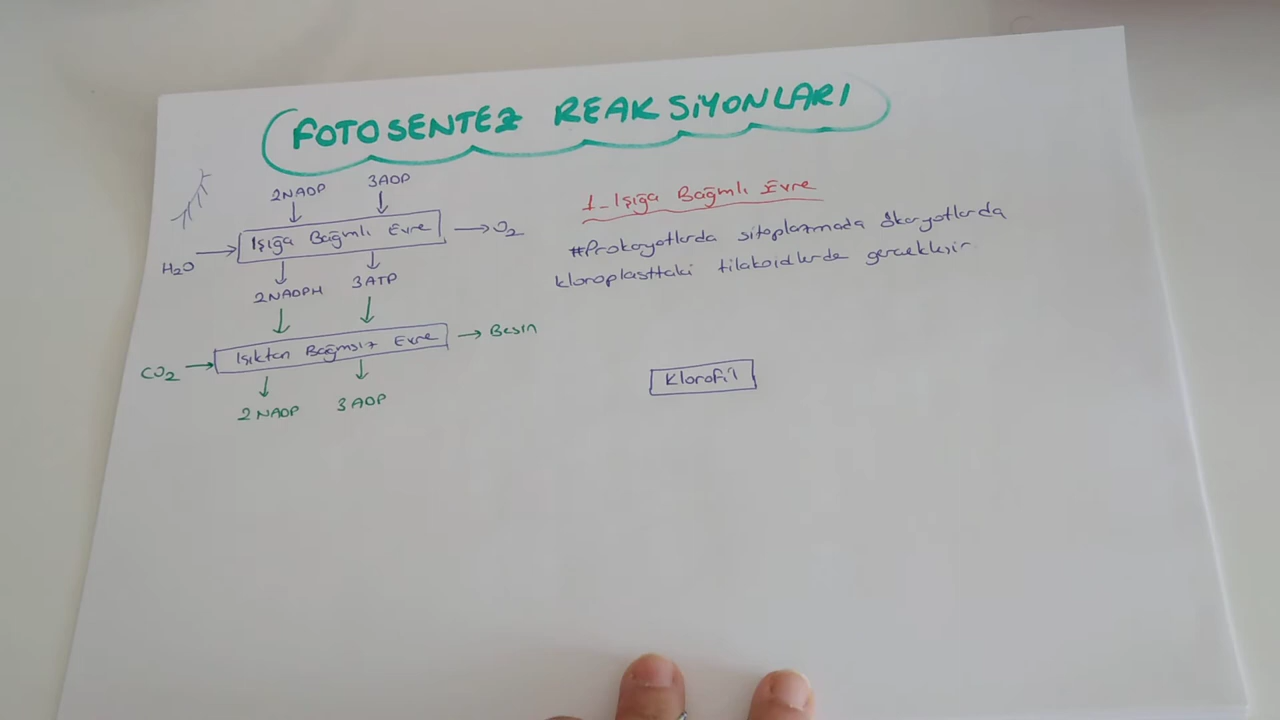 FOTOSENTEZ REAKSİYONLARI
2NADP 3ADP
H2O Işığa Bağımlı Evre O2
2NADPH 3ATP
CO2 Işıktan Bağımsız Evre Besin
2NADP 3ADP
1- Işığa Bağımlı Evre
#Prokaryotlarda sitoplazmada ökaryotlarda
kloroplasttaki tilakoidlerde gerçekleşir
Klorofil